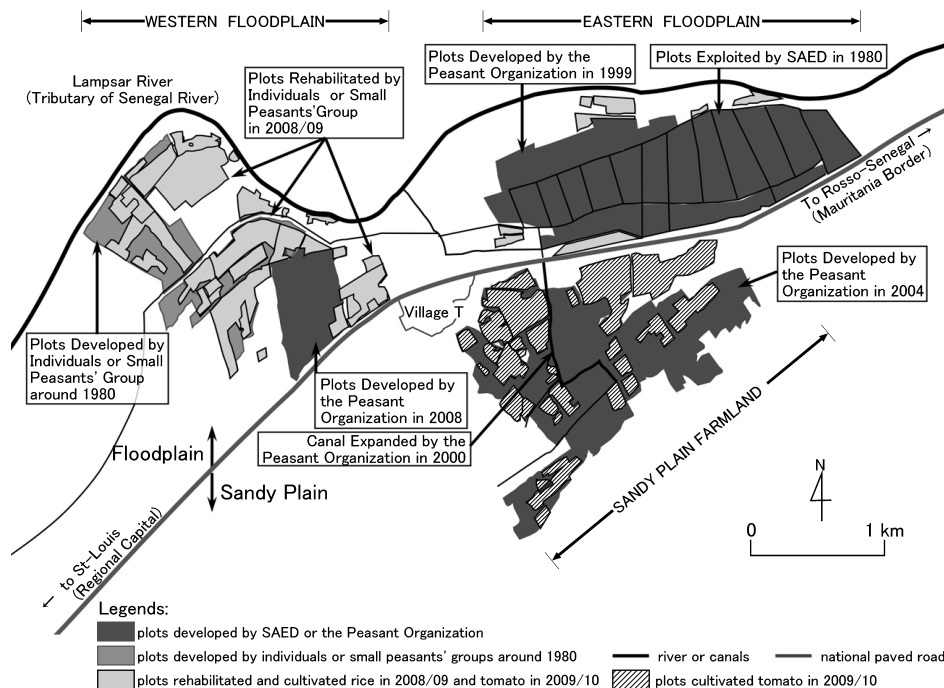 WESTERN FLOODPLAIN
EASTERN FLOODPLAIN
Lampsar River
(Tributary of Senegal River)
Plots Rehabilitated by
Individuals or Small
Peasants'Group
in 2008/09
Plots Developed by the
Peasant Organization in 1999
Plots Exploited by SAED in 1980
To Rosso-Senegal →
(Mauritania Border)
Plots Developed by
the Peasant
Organization in 2004
Village T
Plots Developed by
Individuals or Small
Peasants' Group
around 1980
Plots Developed by
the Peasant
Organization in 2008
Canal Expanded by the
Peasant Organization in 2000
Floodplain
Sandy Plain
SANDY PLAIN FARMLAND
N
0 1 km
← to St-Louis
(Regional Capital)
Legends:
plots developed by SAED or the Peasant Organization
plots developed by individuals or small peasants' groups around 1980
river or canals
national paved road
plots rehabilitated and cultivated rice in 2008/09 and tomato in 2009/10
plots cultivated tomato in 2009/10